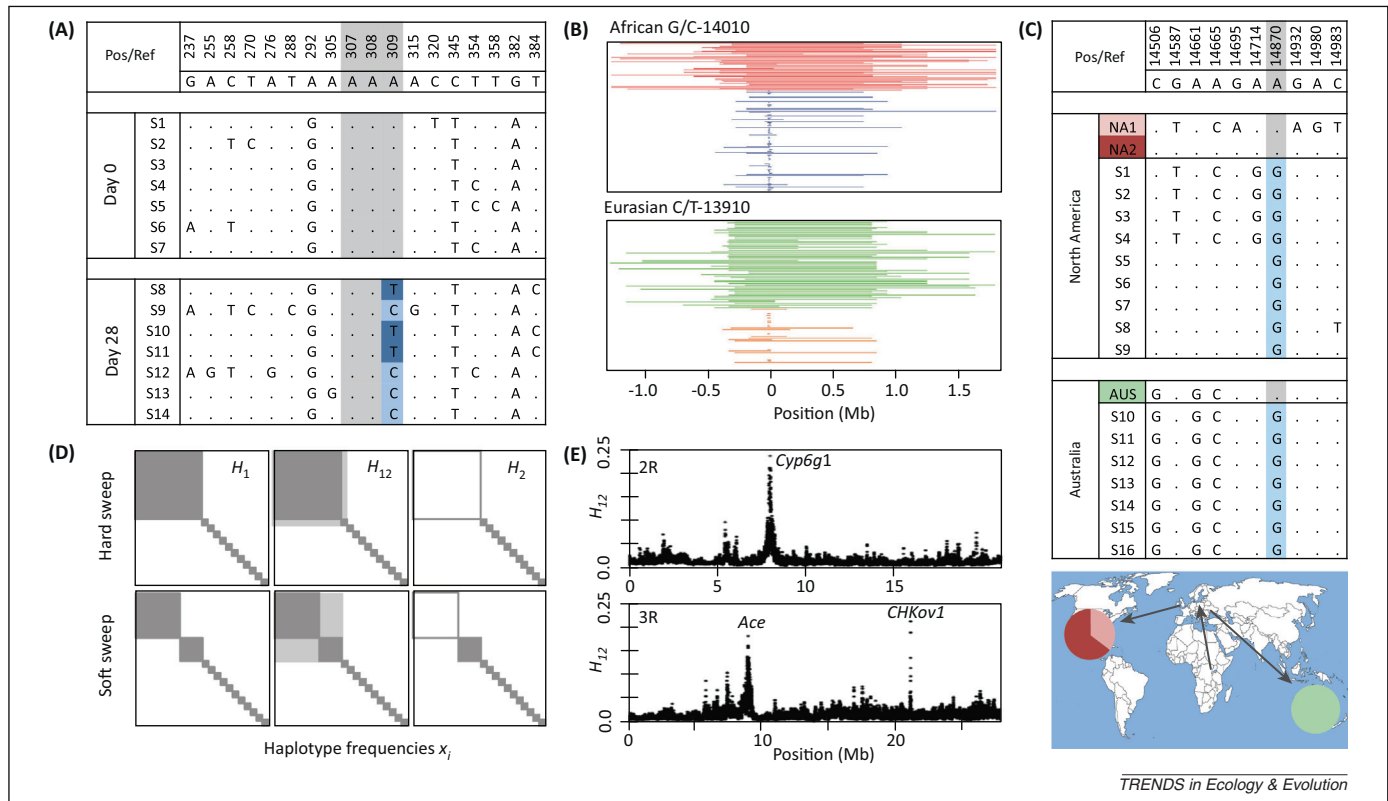 (A)
Pos/Ref
237 255 258 270 276 288 292 305 307 308 309 315 320 345 354 358 382 384
G A C T A T A A A A A A C C T T G T
Day 0
S1 . . . . . . G . . . . . T T . . A .
S2 . . T C . . G . . . . . . T . . A .
S3 . . . . . . G . . . . . . T . . A .
S4 . . . . . . G . . . . . . T C . A .
S5 . . . . . . G . . . . . . T C C A .
S6 A . T . . . G . . . . . . T . . A .
S7 . . . . . . G . . . . . . T C . A .
Day 28
S8 . . . . . . G . . . T . . T . . A C
S9 A . T C . C G . . . C G . T . . A .
S10 . . . . . . G . . . T . . T . . A C
S11 . . . . . . G . . . T . . T . . A C
S12 A G T . G . G . . . C . . T C . A .
S13 . . . . . . G G . . C . . T . . A .
S14 . . . . . . G . . . C . . T . . A .
(B)
African G/C-14010
Eurasian C/T-13910
-1.0 -0.5 0 0.5 1.0 1.5
Position (Mb)
(C)
Pos/Ref
14506 14587 14661 14665 14695 14714 14870 14932 14980 14983
C G A A G A A G A C
North America
NA1 . T . C A . . A G T
NA2 . . . . . . . . . .
S1 . T . C . G G . . .
S2 . T . C . G G . . .
S3 . T . C . G G . . .
S4 . T . C . G G . . .
S5 . . . . . . G . . .
S6 . . . . . . G . . .
S7 . . . . . . G . . .
S8 . . . . . . G . . T
S9 . . . . . . G . . .
Australia
AUS G . G C . . . . . .
S10 G . G C . . G . . .
S11 G . G C . . G . . .
S12 G . G C . . G . . .
S13 G . G C . . G . . .
S14 G . G C . . G . . .
S15 G . G C . . G . . .
S16 G . G C . . G . . .
(D)
Hard sweep
H1 H12 H2
Soft sweep
Haplotype frequencies xi
(E)
2R
Cyp6g1
H12
0.25
0.0
0 5 10 15
3R
Ace
CHKov1
H12
0.25
0.0
0 10 20
Position (Mb)
TRENDS in Ecology & Evolution